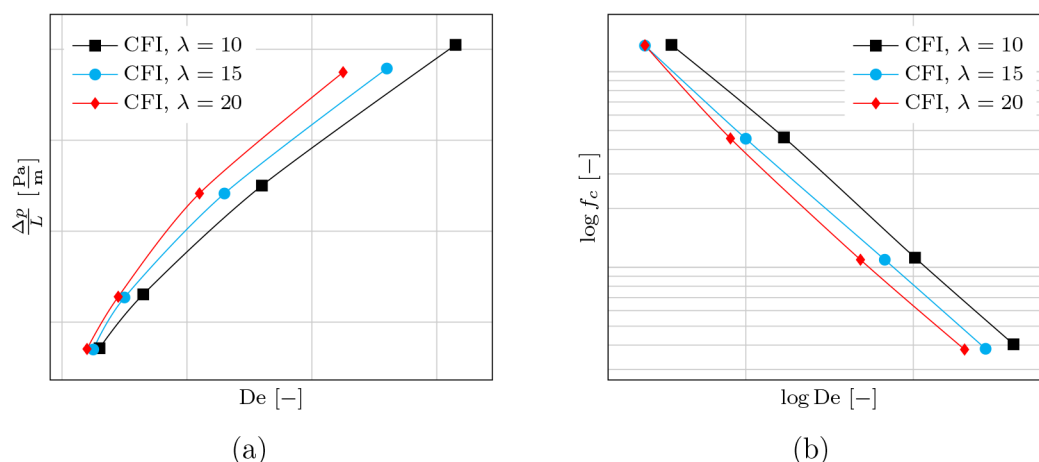 CFI, λ = 10
CFI, λ = 15
CFI, λ = 20
Δp/L [Pa/m]
De [−]
(a)
CFI, λ = 10
CFI, λ = 15
CFI, λ = 20
log f_c [−]
log De [−]
(b)